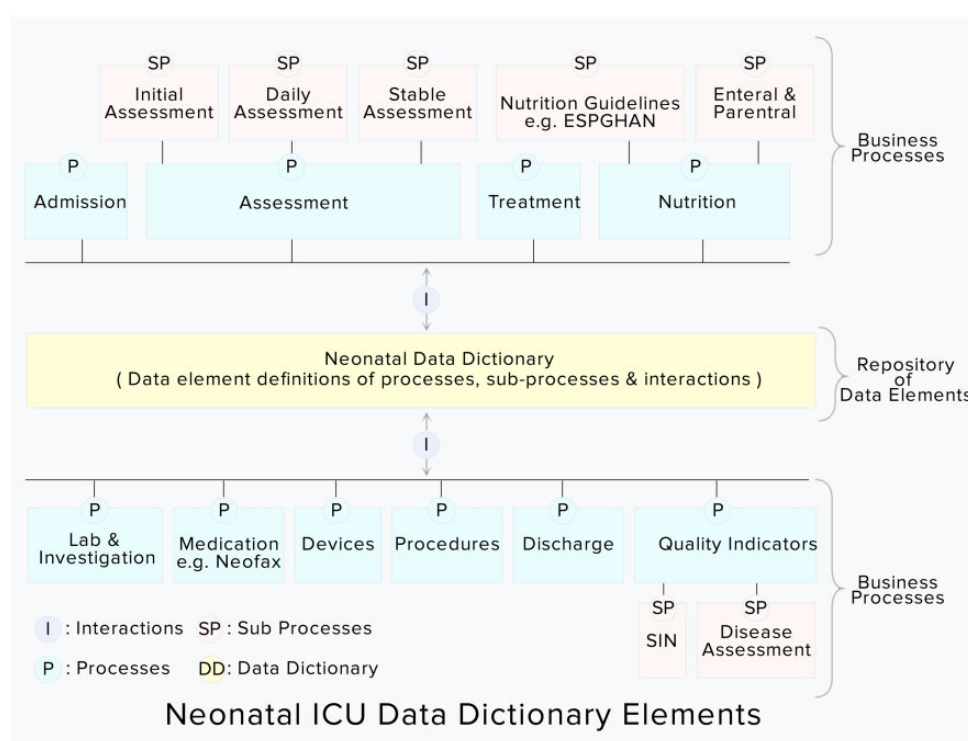 SP
SP
SP
SP
SP
Initial
Assessment
Daily
Assessment
Stable
Assessment
Nutrition Guidelines
e.g. ESPGHAN
Enteral &
Parentral
Business
Processes
P
P
P
P
Admission
Assessment
Treatment
Nutrition
I
Neonatal Data Dictionary
( Data element definitions of processes, sub-processes & interactions )
Repository
of
Data Elements
I
P
P
P
P
P
P
Lab &
Investigation
Medication
e.g. Neofax
Devices
Procedures
Discharge
Quality Indicators
Business
Processes
SP
SP
SIN
Disease
Assessment
I : Interactions
SP : Sub Processes
P : Processes
DD: Data Dictionary
Neonatal ICU Data Dictionary Elements